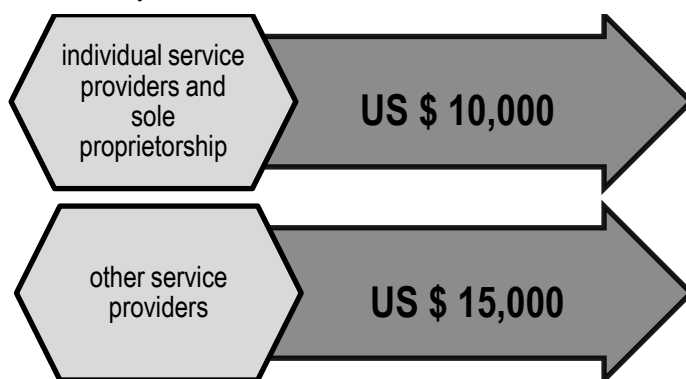 individual service
providers and
sole
proprietorship
US $ 10,000
other service
providers
US $ 15,000